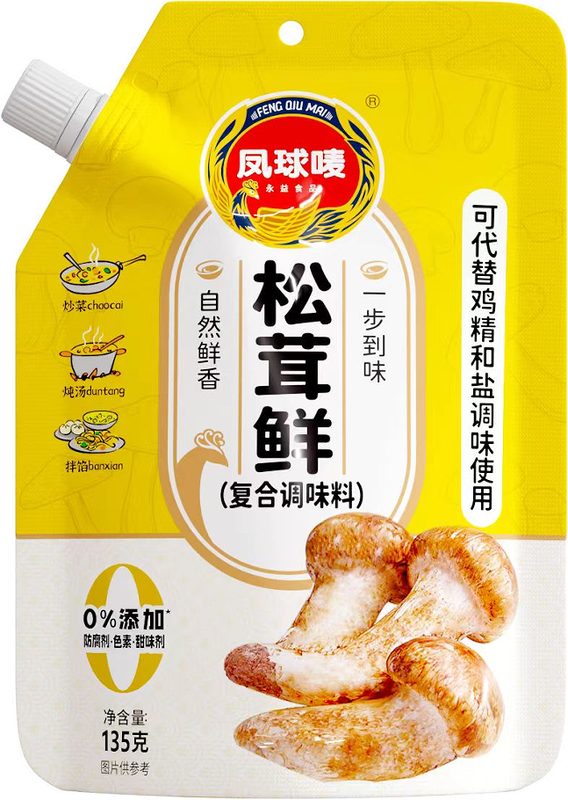 FENG QIU MAI
®
凤球唛
永益食品
可代替鸡精和盐调味使用
一步到味
松茸鲜
自然鲜香
(复合调味料)
炒菜chaocai
炖汤duntang
拌馅banxian
0%添加*
防腐剂·色素·甜味剂
净含量:
135克
图片供参考